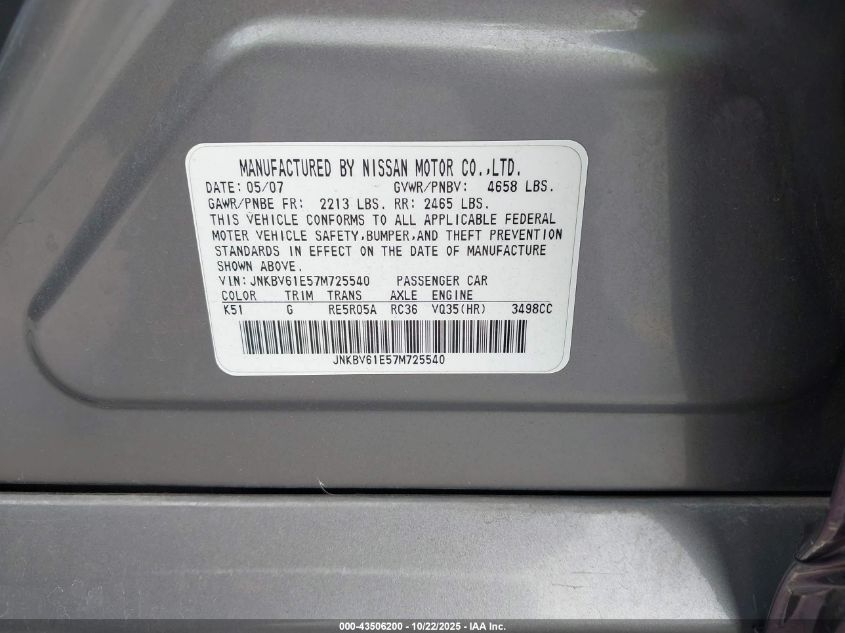 MANUFACTURED BY NISSAN MOTOR CO.,LTD.
DATE: 05/07 GVWR/PNBV: 4658 LBS.
GAWR/PNBE FR: 2213 LBS. RR: 2465 LBS.
THIS VEHICLE CONFORMS TO ALL APPLICABLE FEDERAL
MOTOR VEHICLE SAFETY,BUMPER,AND THEFT PREVENTION
STANDARDS IN EFFECT ON THE DATE OF MANUFACTURE
SHOWN ABOVE.
VIN:JNKBV61E57M725540 PASSENGER CAR
COLOR TRIM TRANS AXLE ENGINE
K51 G RE5R05A RC36 VQ35(HR) 3498CC
JNKBV61E57M725540
000-43506200 - 10/22/2025 - IAA Inc.